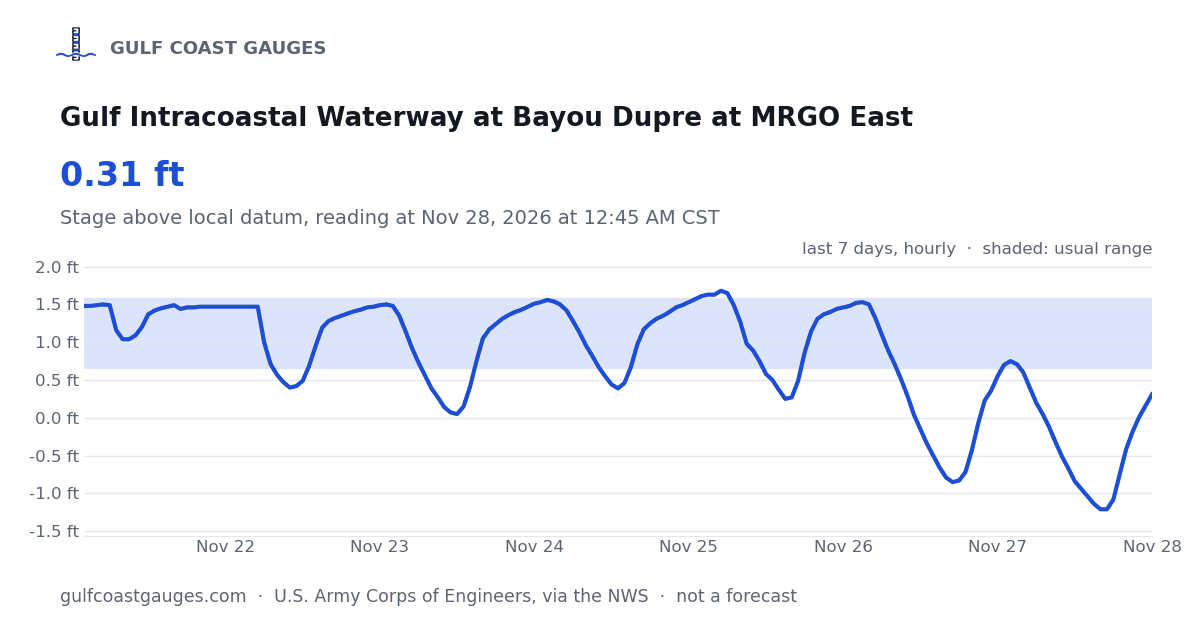 GULF COAST GAUGES
Gulf Intracoastal Waterway at Bayou Dupre at MRGO East
0.31 ft
Stage above local datum, reading at Nov 28, 2026 at 12:45 AM CST
last 7 days, hourly · shaded: usual range
2.0 ft
1.5 ft
1.0 ft
0.5 ft
0.0 ft
-0.5 ft
-1.0 ft
-1.5 ft
Nov 22 Nov 23 Nov 24 Nov 25 Nov 26 Nov 27 Nov 28
gulfcoastgauges.com · U.S. Army Corps of Engineers, via the NWS · not a forecast